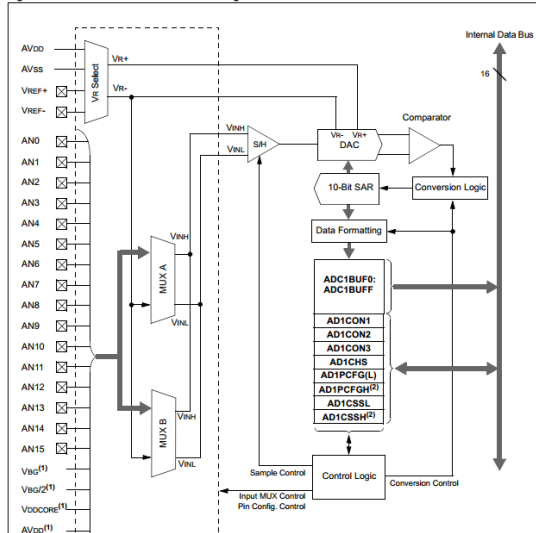 Internal Data Bus
AVDD
AVSS
VREF+
VREF-
VR Select
VR+
VR-
16
AN0
AN1
AN2
AN3
AN4
AN5
AN6
AN7
AN8
AN9
AN10
AN11
AN12
AN13
AN14
AN15
VBG(1)
VBG/2(1)
VDDCORE(1)
AVDD(1)
MUX A
VINH
VINL
MUX B
VINH
VINL
VINH
VINL
S/H
VR- VR+
DAC
Comparator
10-Bit SAR
Conversion Logic
Data Formatting
ADC1BUF0:
ADC1BUFF
AD1CON1
AD1CON2
AD1CON3
AD1CHS
AD1PCFG(L)
AD1PCFGH(2)
AD1CSSL
AD1CSSH(2)
Sample Control
Control Logic
Conversion Control
Input MUX Control
Pin Config. Control